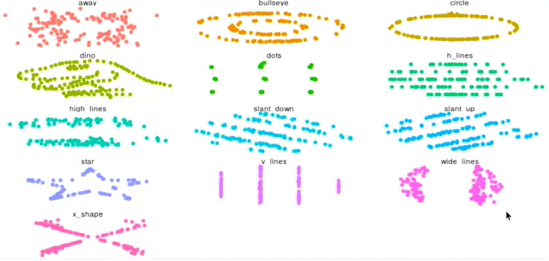 away
bullseye
circle
dino
dots
h_lines
high_lines
slant_down
slant_up
star
v_lines
wide_lines
x_shape